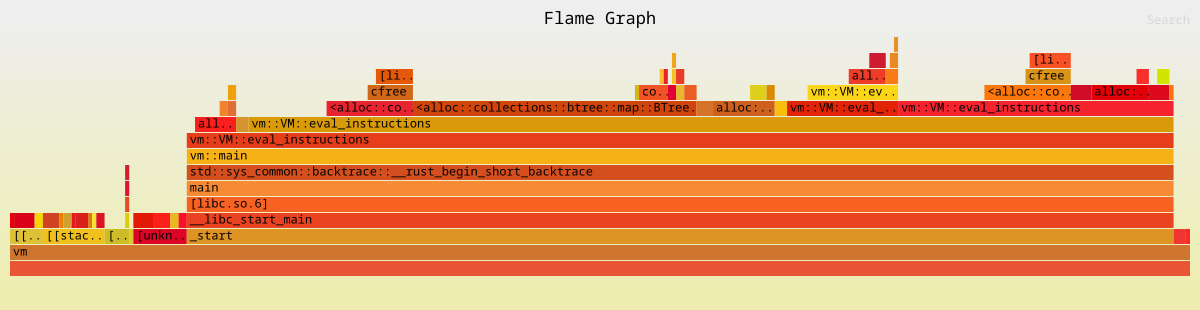 Flame Graph
Search
[li..
all..
[li..
cfree
all..
cfree
co..
vm::VM::ev..
<alloc::co..
alloc:..
<alloc::co..
<alloc::collections::btree::map::BTree..
alloc:..
vm::VM::eval_..
vm::VM::eval_instructions
all..
vm::VM::eval_instructions
vm::VM::eval_instructions
vm::main
std::sys_common::backtrace::__rust_begin_short_backtrace
main
[libc.so.6]
__libc_start_main
[[..
[[stac..
[..
[unkn..
_start
vm